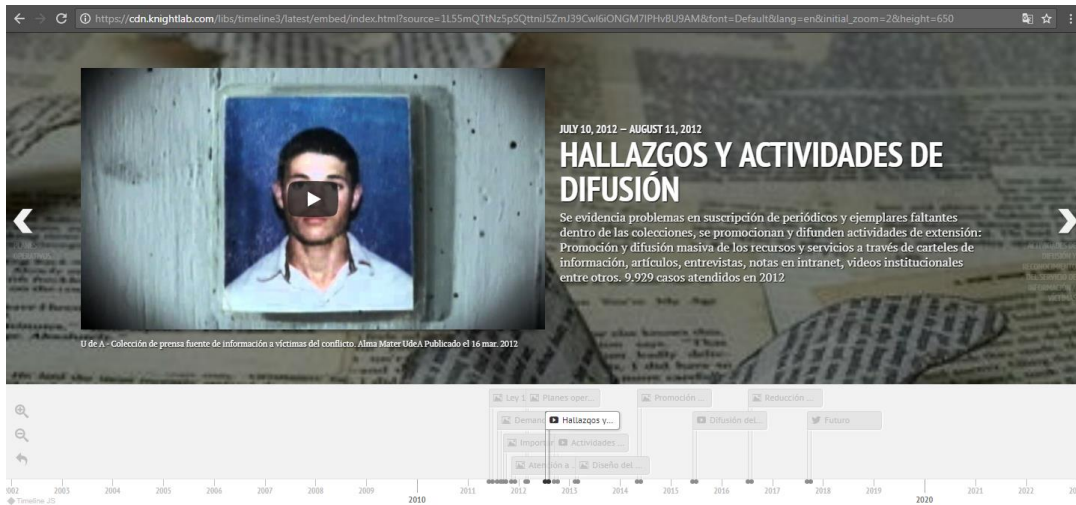 https://cdn.knightlab.com/libs/timeline3/latest/embed/index.html?source=1L55mQTtNz5pSQttniJ5ZmJ39CwI6iONGM7IPHvBU9AM&font=Default&lang=en&initial_zoom=2&height=650
JULY 10, 2012 — AUGUST 11, 2012
HALLAZGOS Y ACTIVIDADES DE
DIFUSIÓN
Se evidencia problemas en suscripción de periódicos y ejemplares faltantes
dentro de las colecciones, se promocionan y difunden actividades de extensión:
Promoción y difusión masiva de los recursos y servicios a través de carteles de
información, artículos, entrevistas, notas en intranet, videos institucionales
entre otros. 9.929 casos atendidos en 2012
U de A - Colección de prensa fuente de información a víctimas del conflicto. Alma Mater UdeA Publicado el 16 mar. 2012
Ley 1 Planes oper... Promoción ... Reducción ...
Demand Hallazgos y... Difusión del... Futuro
Importar Actividades ...
Atención a ... Diseño del ...
2002 2003 2004 2005 2006 2007 2008 2009 2010 2011 2012 2013 2014 2015 2016 2017 2018 2019 2020 2021 2022
Timeline JS